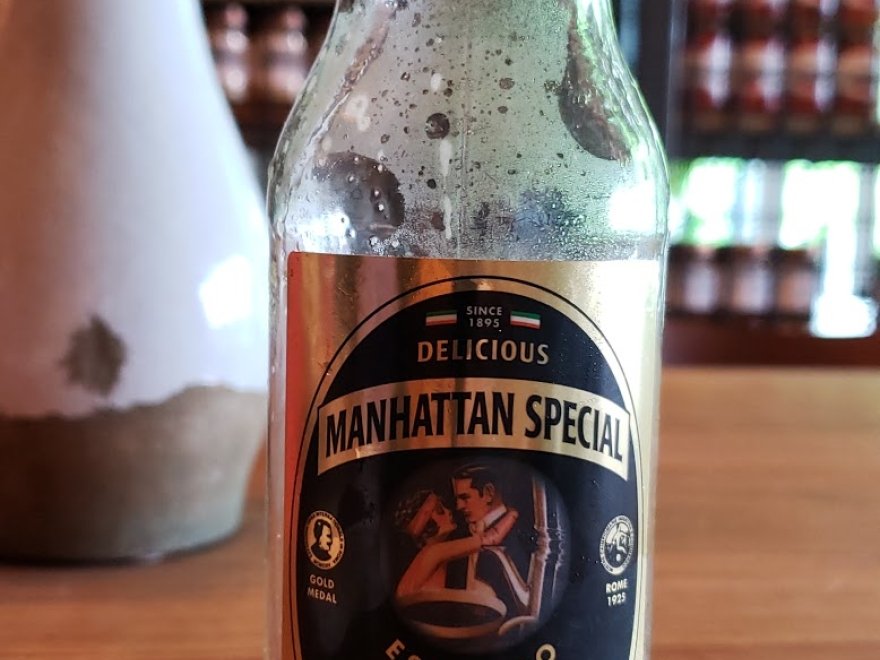 SINCE
1895
DELICIOUS
MANHATTAN SPECIAL
GOLD
MEDAL
ROME
1925